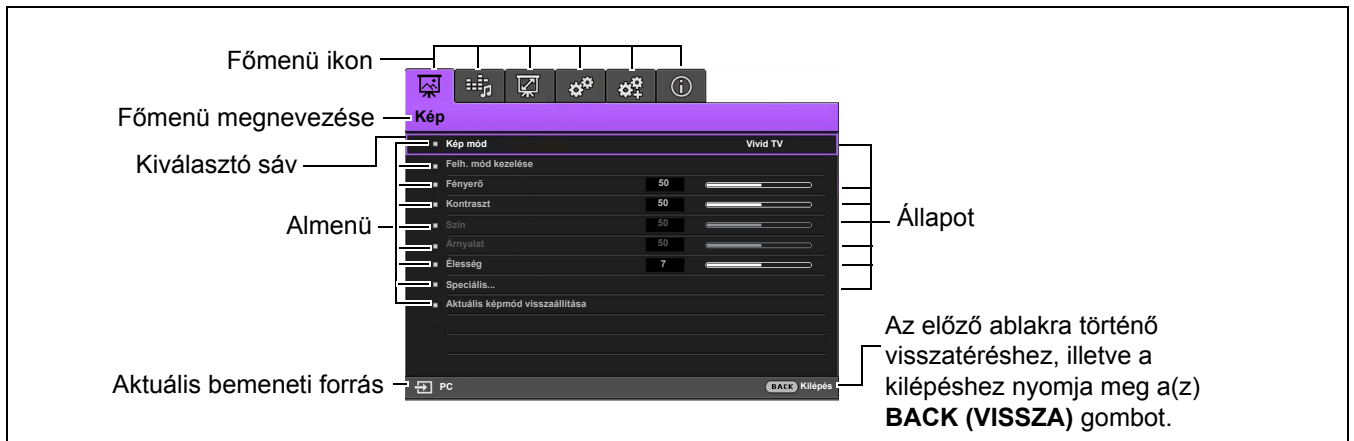 Főmenü ikon
Főmenü megnevezése
Kép
Kiválasztó sáv
Kép mód Vivid TV
Felh. mód kezelése
Fényerő 50
Kontraszt 50
Almenü
Szín 50
Állapot
Árnyalat 50
Élesség 7
Speciális...
Aktuális képmód visszaállítása
Aktuális bemeneti forrás
PC
BACK Kilépés
Az előző ablakra történő
visszatéréshez, illetve a
kilépéshez nyomja meg a(z)
BACK (VISSZA) gombot.